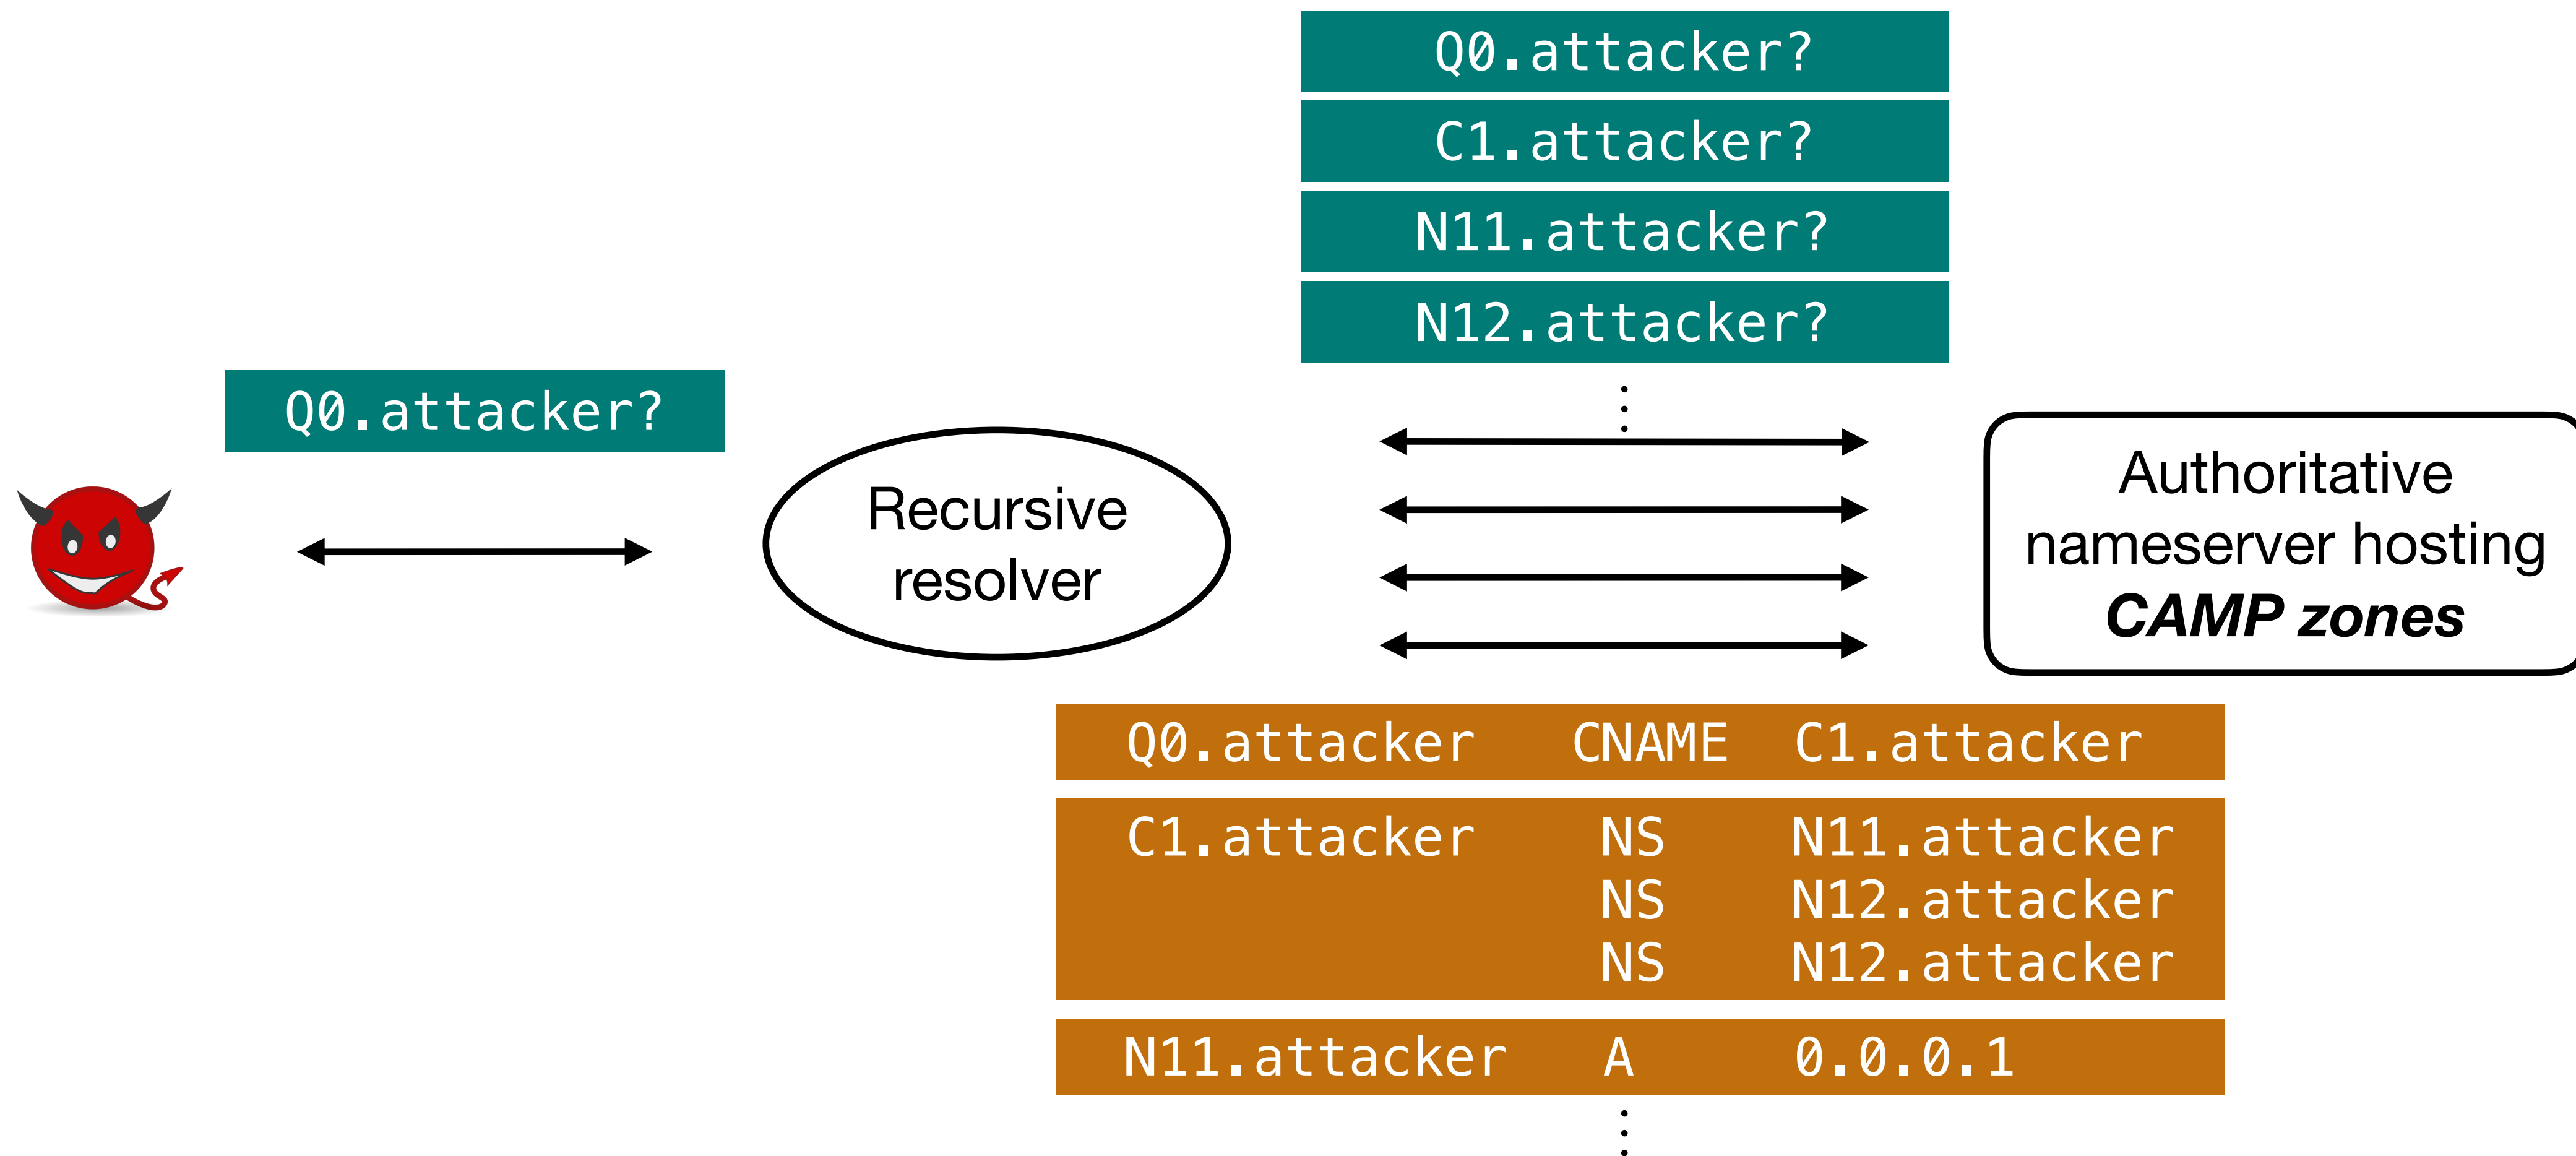 Q0.attacker?
C1.attacker?
N11.attacker?
N12.attacker?
Q0.attacker?
Recursive
resolver
Authoritative
nameserver hosting
CAMP zones
Q0.attacker CNAME C1.attacker
C1.attacker NS N11.attacker
NS N12.attacker
NS N12.attacker
N11.attacker A 0.0.0.1